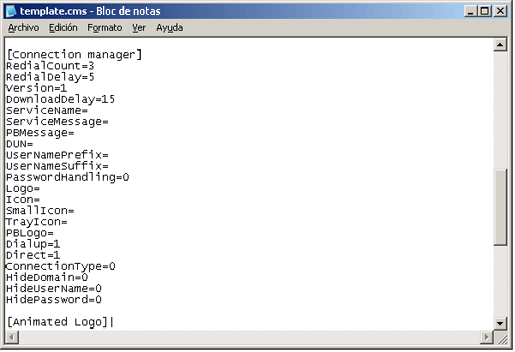 template.cms - Bloc de notas
Archivo Edición Formato Ver Ayuda
[Connection manager]
RedialCount=3
RedialDelay=5
Version=1
DownloadDelay=15
ServiceName=
ServiceMessage=
PBMessage=
DUN=
UserNamePrefix=
UserNameSuffix=
PasswordHandling=0
Logo=
Icon=
SmallIcon=
TrayIcon=
PBLogo=
Dialup=1
Direct=1
ConnectionType=0
HideDomain=0
HideUserName=0
HidePassword=0
[Animated Logo]